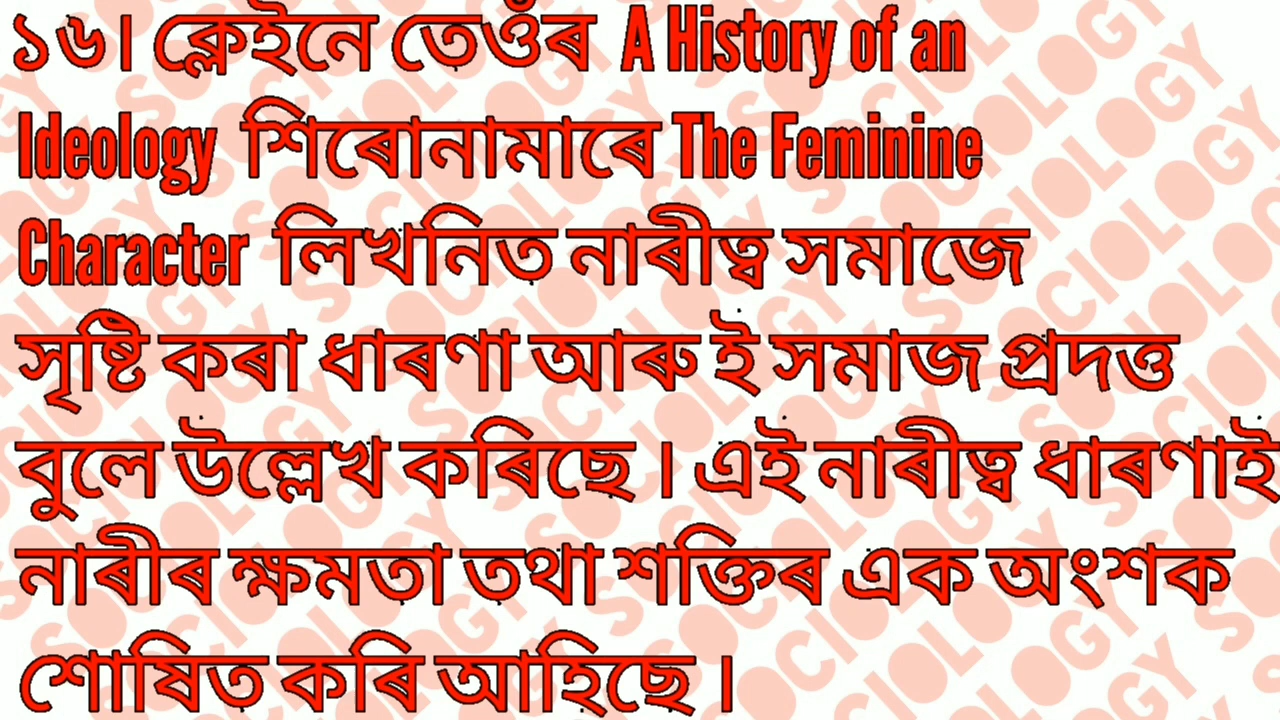 ১৬। ক্লেইনে তেওঁৰ A History of an
Ideology শিৰোনামাৰে The Feminine
Character লিখনিত নাৰীত্ব সমাজে
সৃষ্টি কৰা ধাৰণা আৰু ই সমাজ প্ৰদত্ত
বুলে উল্লেখ কৰিছে । এই নাৰীত্ব ধাৰণাই
নাৰীৰ ক্ষমতা তথা শক্তিৰ এক অংশক
শোষিত কৰি আহিছে ।